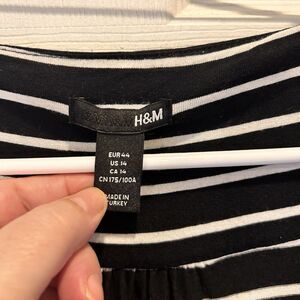 H&M
EUR 44
US 14
CA 14
CN 175/100A
MADE IN
TURKEY